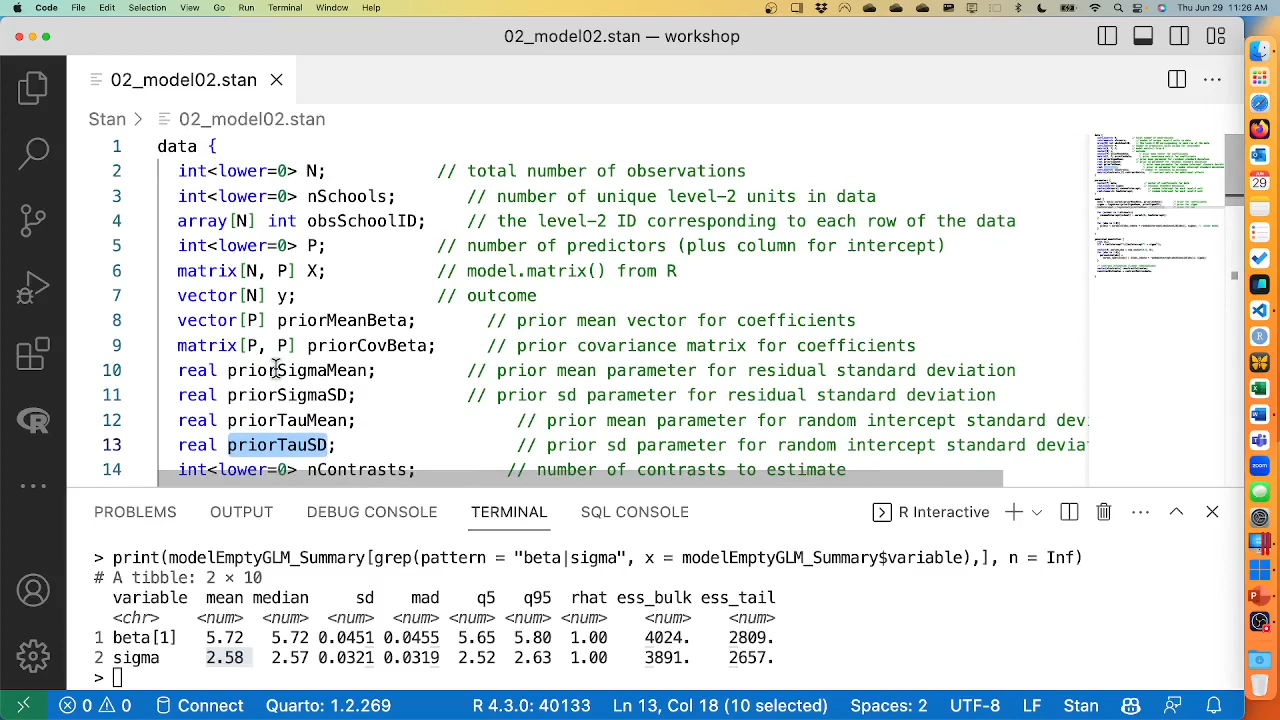 Code File Edit Selection View Go Run Terminal Window Help Thu Jun 29 11:26 AM
02_model02.stan — workshop
02_model02.stan
Stan > 02_model02.stan
1 data {
2 int<lower=0> N; // total number of observations
3 int<lower=0> nSchools; // number of unique level-2 units in data
4 array[N] int obsSchoolID; // the level-2 ID corresponding to each row of the data
5 int<lower=0> P; // number of predictors (plus column for intercept)
6 matrix[N, P] X; // model.matrix() from R
7 vector[N] y; // outcome
8 vector[P] priorMeanBeta; // prior mean vector for coefficients
9 matrix[P, P] priorCovBeta; // prior covariance matrix for coefficients
10 real priorSigmaMean; // prior mean parameter for residual standard deviation
11 real priorSigmaSD; // prior sd parameter for residual standard deviation
12 real priorTauMean; // prior mean parameter for random intercept standard dev
13 real priorTauSD; // prior sd parameter for random intercept standard deviat
14 int<lower=0> nContrasts; // number of contrasts to estimate
PROBLEMS OUTPUT DEBUG CONSOLE TERMINAL SQL CONSOLE R Interactive
> print(modelEmptyGLM_Summary[grep(pattern = "beta|sigma", x = modelEmptyGLM_Summary$variable),], n = Inf)
# A tibble: 2 × 10
variable mean median sd mad q5 q95 rhat ess_bulk ess_tail
<chr> <num> <num> <num> <num> <num> <num> <num> <num> <num>
1 beta[1] 5.72 5.72 0.0451 0.0455 5.65 5.80 1.00 4024. 2809.
2 sigma 2.58 2.57 0.0321 0.0319 2.52 2.63 1.00 3891. 2657.
>
0 0 Connect Quarto: 1.2.269 R 4.3.0: 40133 Ln 13, Col 18 (10 selected) Spaces: 2 UTF-8 LF Stan